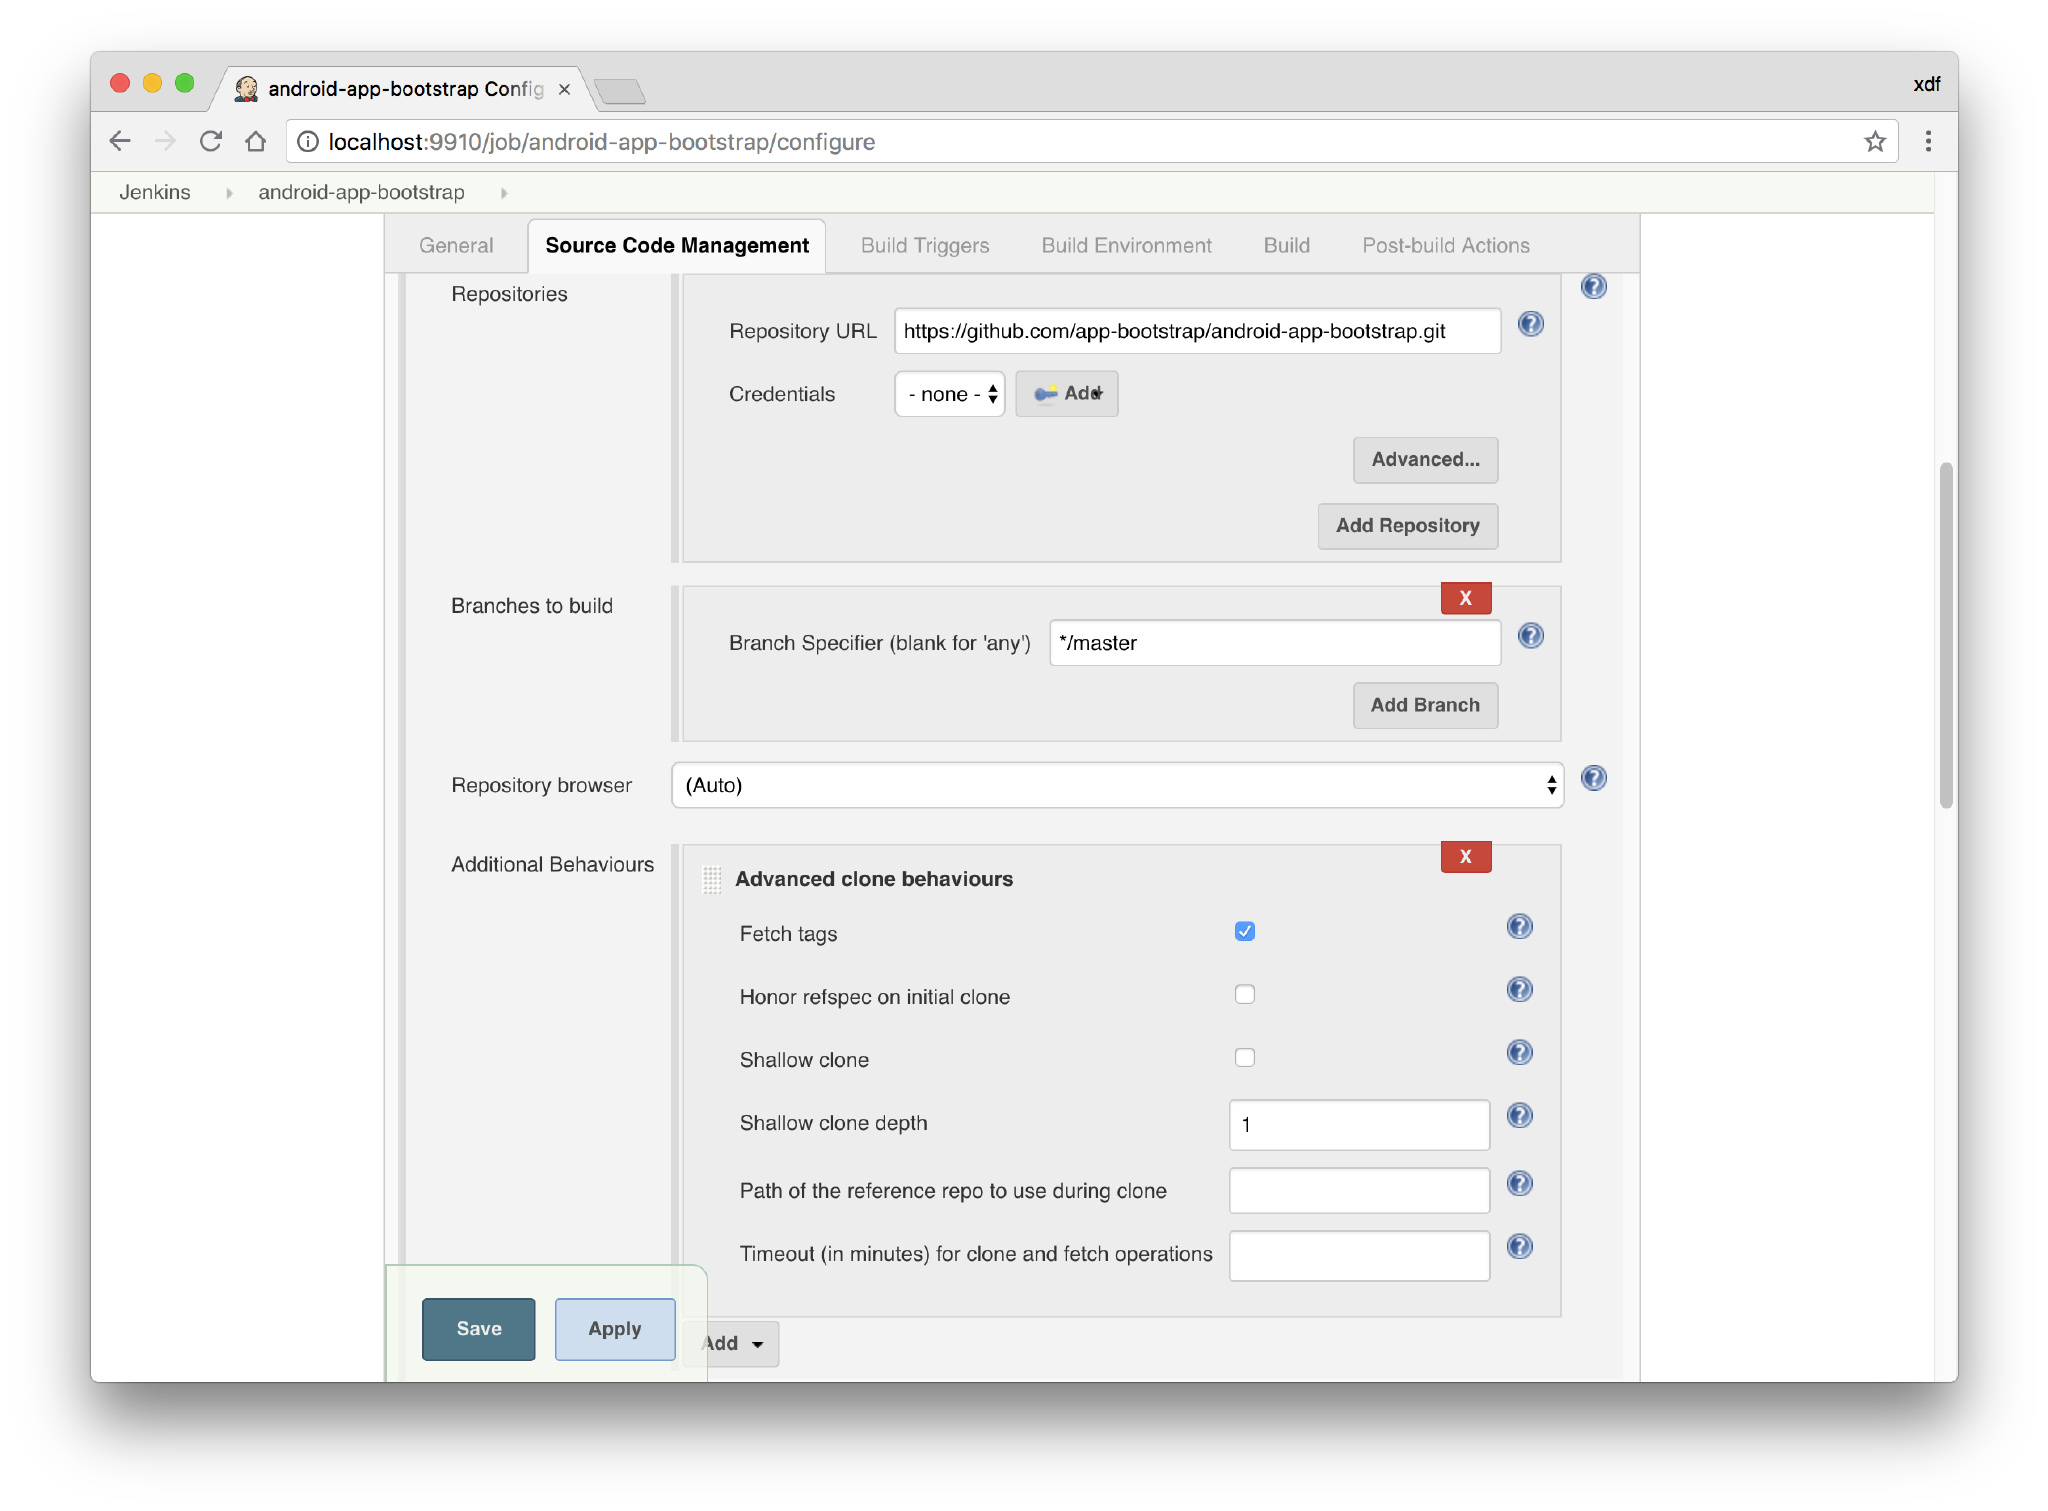 android-app-bootstrap Config
xdf
localhost:9910/job/android-app-bootstrap/configure
Jenkins android-app-bootstrap
General Source Code Management Build Triggers Build Environment Build Post-build Actions
Repositories
Repository URL https://github.com/app-bootstrap/android-app-bootstrap.git
Credentials - none - Add
Advanced...
Add Repository
Branches to build
X
Branch Specifier (blank for 'any') */master
Add Branch
Repository browser (Auto)
Additional Behaviours
X
Advanced clone behaviours
Fetch tags
Honor refspec on initial clone
Shallow clone
Shallow clone depth 1
Path of the reference repo to use during clone
Timeout (in minutes) for clone and fetch operations
Save Apply Add